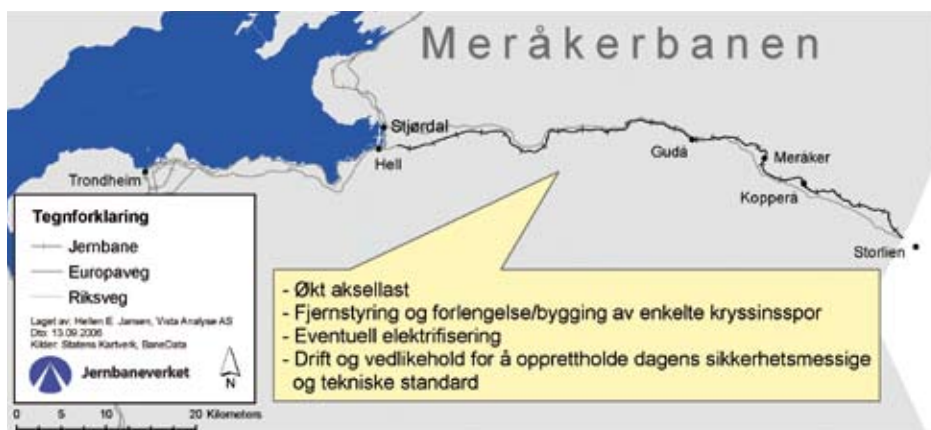 Meråkerbanen
Stjørdal
Hell
Trondheim
Gudå
Meråker
Kopperå
Storlien
Tegnforklaring
Jernbane
Europaveg
Riksveg
Laget av: Hellen E. Jansen, Vista Analyse AS
Dto: 13.09.2006
Kilder: Statens Kartverk, BaneData
Jernbaneverket
N
0 5 10 20 Kilometers
- Økt aksellast
- Fjernstyring og forlengelse/bygging av enkelte kryssinsspor
- Eventuell elektrifisering
- Drift og vedlikehold for å opprettholde dagens sikkerhetsmessige
og tekniske standard